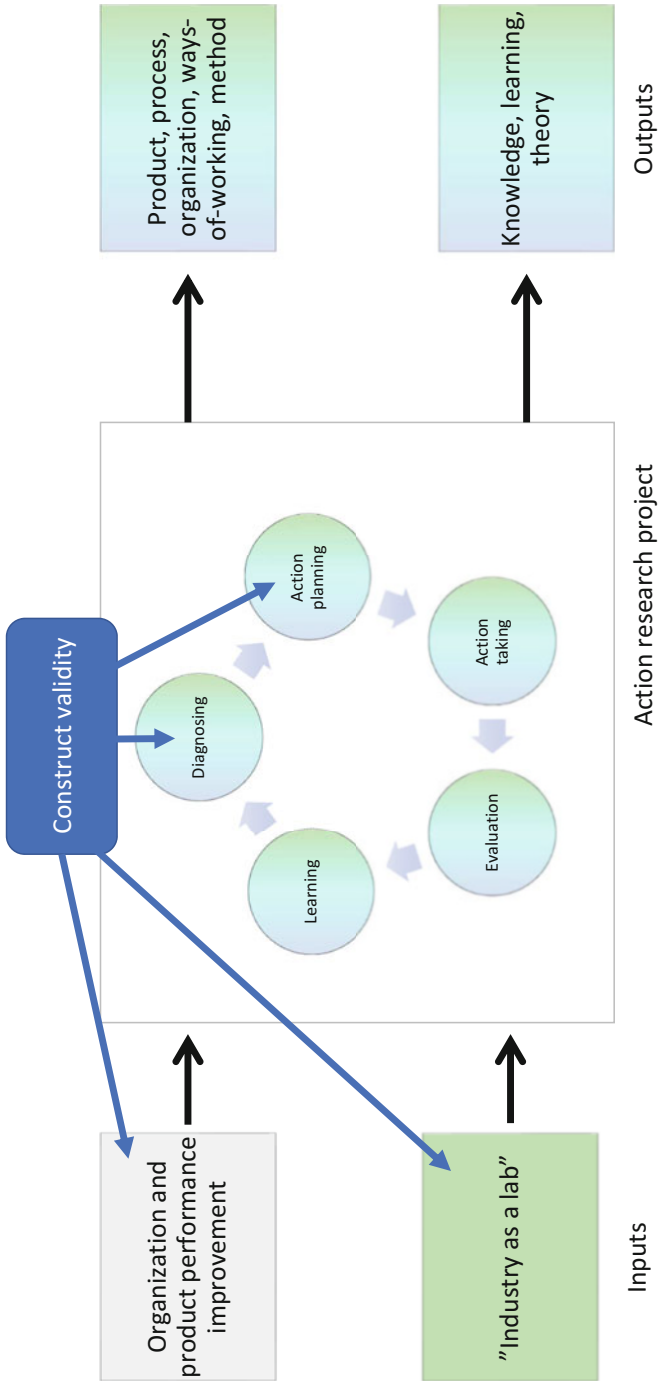 Construct validity
Organization and
product performance
improvement
"Industry as a lab"
Inputs
Diagnosing
Action
planning
Action
taking
Evaluation
Learning
Action research project
Product, process,
organization, ways-
of-working, method
Knowledge, learning,
theory
Outputs